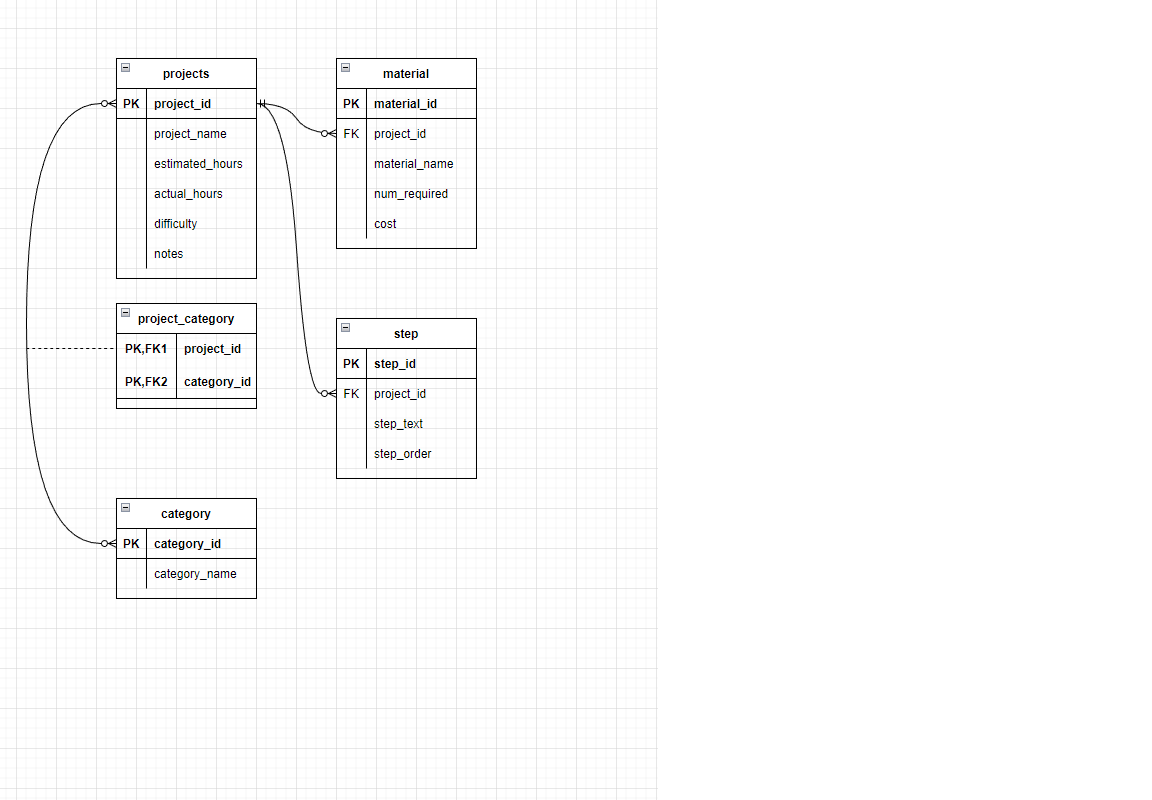 projects
PK project_id
project_name
estimated_hours
actual_hours
difficulty
notes
material
PK material_id
FK project_id
material_name
num_required
cost
project_category
PK,FK1 project_id
PK,FK2 category_id
step
PK step_id
FK project_id
step_text
step_order
category
PK category_id
category_name